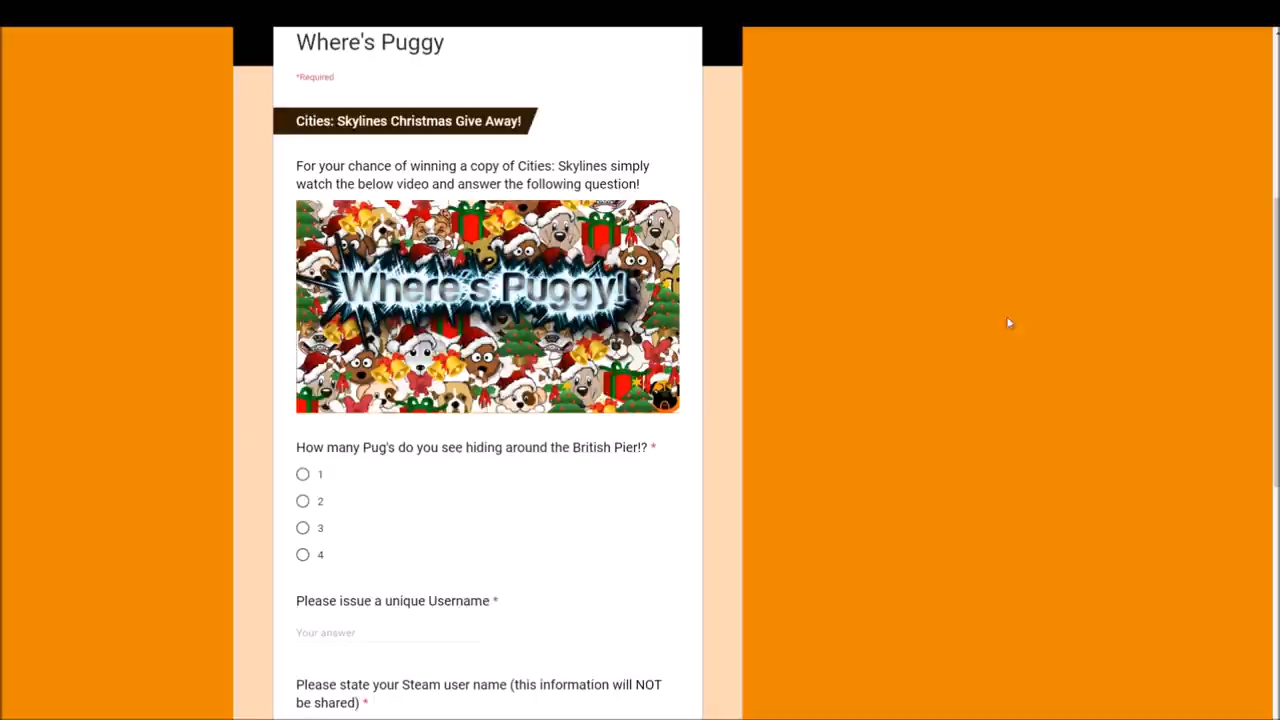 Where's Puggy
*Required
Cities: Skylines Christmas Give Away!
For your chance of winning a copy of Cities: Skylines simply
watch the below video and answer the following question!
Where's Puggy!
How many Pug's do you see hiding around the British Pier!? *
1
2
3
4
Please issue a unique Username *
Your answer
Please state your Steam user name (this information will NOT
be shared) *